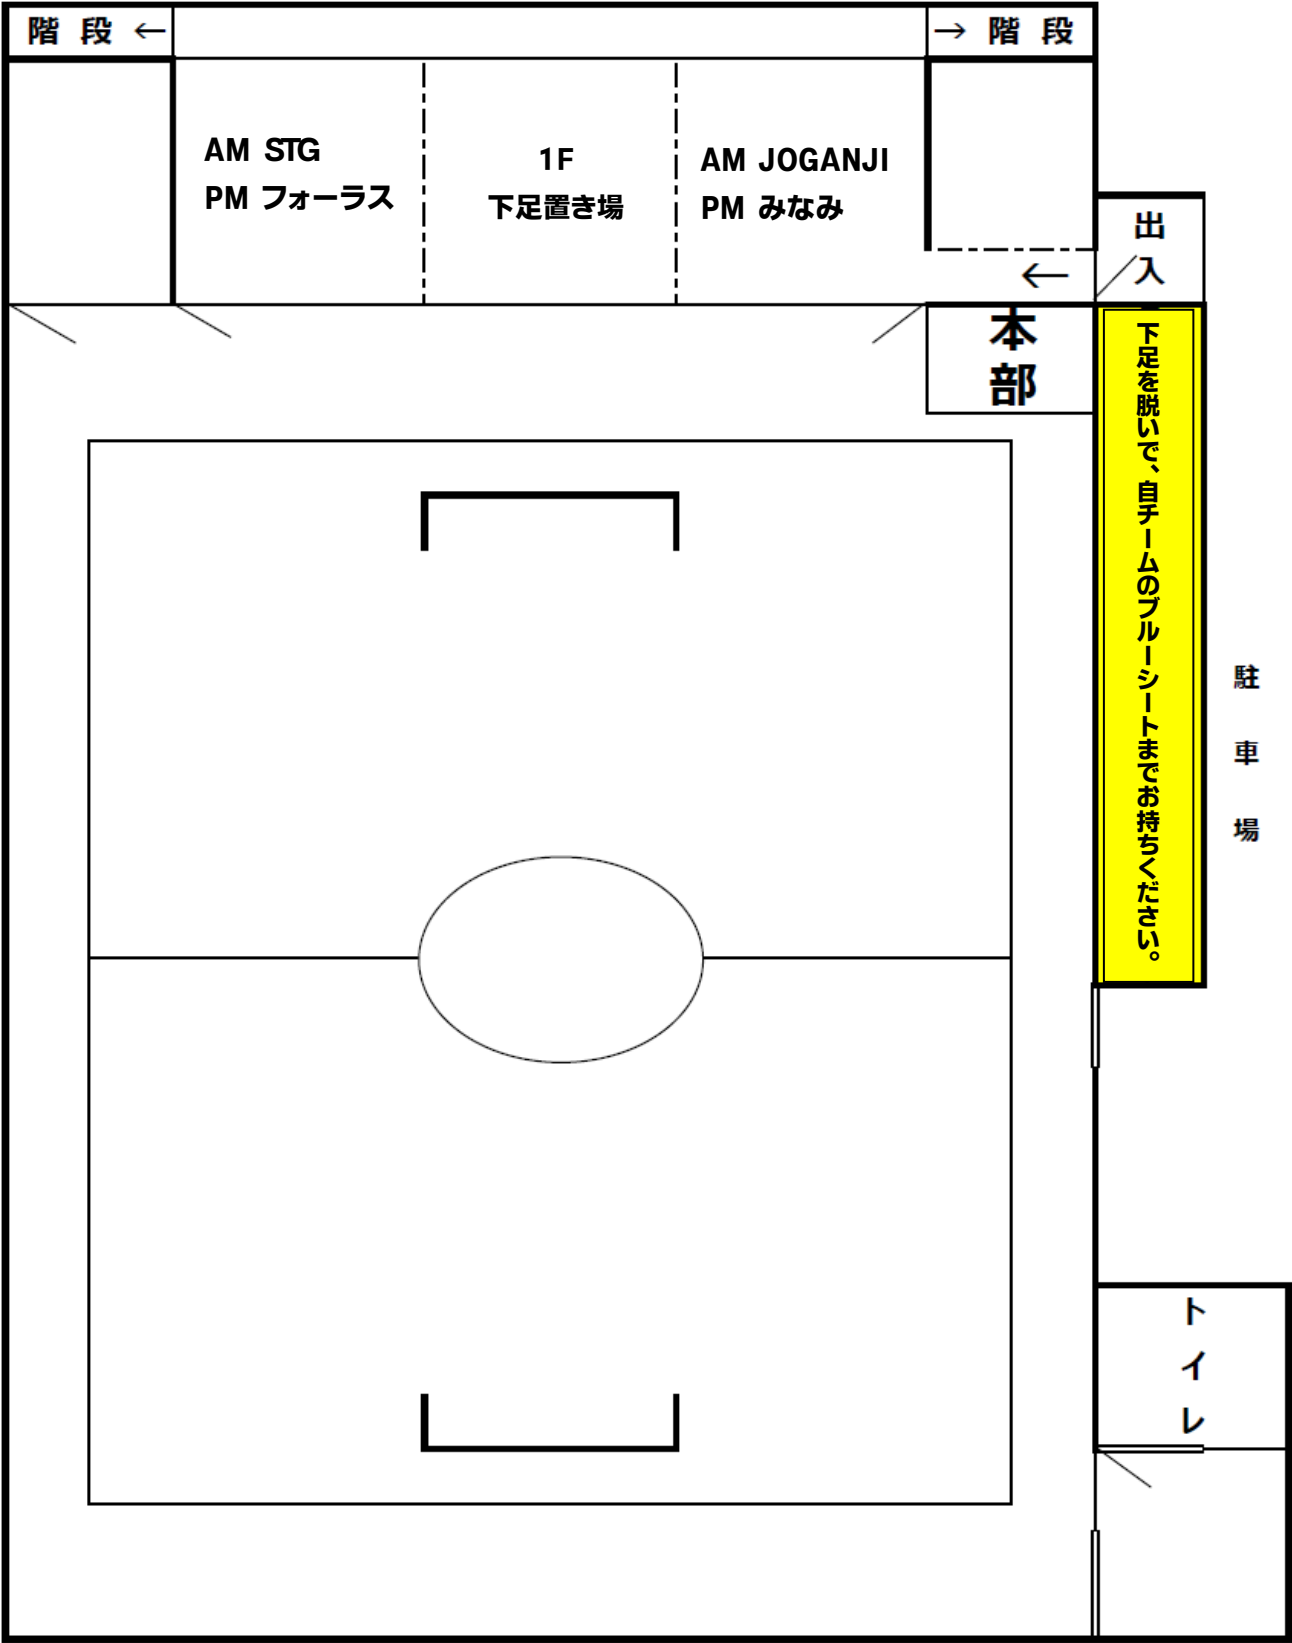 階 段 ←
→ 階 段
AM STG
PM フォーラス
1F
下足置き場
AM JOGANJI
PM みなみ
出入
←
本部
下足を脱いで、自チームのブルーシートまでお持ちください。
駐車場
トイレ